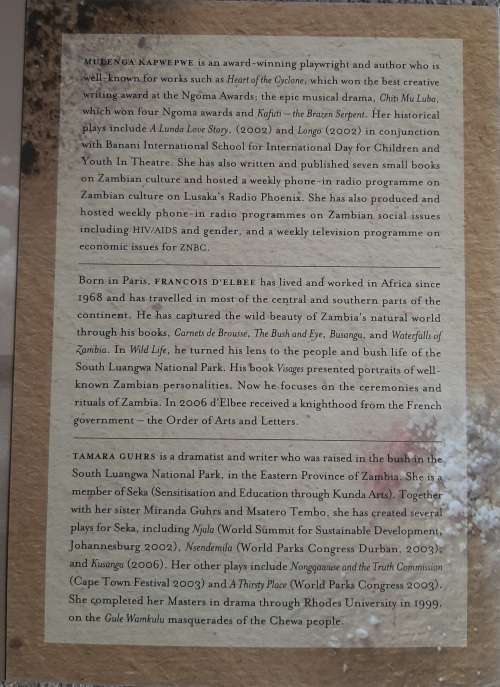 MULENGA KAPWEPWE is an award-winning playwright and author who is
well-known for works such as Heart of the Cyclone, which won the best creative
writing award at the Ngoma Awards; the epic musical drama, Chiti Mu Luba,
which won four Ngoma awards and Kafuti – the Brazen Serpent. Her historical
plays include A Lunda Love Story, (2002) and Longo (2002) in conjunction
with Banani International School for International Day for Children and
Youth In Theatre. She has also written and published seven small books
on Zambian culture and hosted a weekly phone-in radio programme on
Zambian culture on Lusaka's Radio Phoenix. She has also produced and
hosted weekly phone-in radio programmes on Zambian social issues
including HIV/AIDS and gender, and a weekly television programme on
economic issues for ZNBC.
Born in Paris, FRANCOIS D'ELBEE has lived and worked in Africa since
1968 and has travelled in most of the central and southern parts of the
continent. He has captured the wild beauty of Zambia's natural world
through his books, Carnets de Brousse, The Bush and Eye, Busanga, and Waterfalls of
Zambia. In Wild Life, he turned his lens to the people and bush life of the
South Luangwa National Park. His book Visages presented portraits of well-
known Zambian personalities. Now he focuses on the ceremonies and
rituals of Zambia. In 2006 d'Elbee received a knighthood from the French
government – the Order of Arts and Letters.
TAMARA GUHRS is a dramatist and writer who was raised in the bush in the
South Luangwa National Park, in the Eastern Province of Zambia. She is a
member of Seka (Sensitisation and Education through Kunda Arts). Together
with her sister Miranda Guhrs and Msatero Tembo, she has created several
plays for Seka, including Njala (World Summit for Sustainable Development,
Johannesburg 2002), Nsendemila (World Parks Congress Durban, 2003),
and Kusanga (2006). Her other plays include Nongqawuse and the Truth Commission
(Cape Town Festival 2003) and A Thirsty Place (World Parks Congress 2003).
She completed her Masters in drama through Rhodes University in 1999,
on the Gule Wamkulu masquerades of the Chewa people.